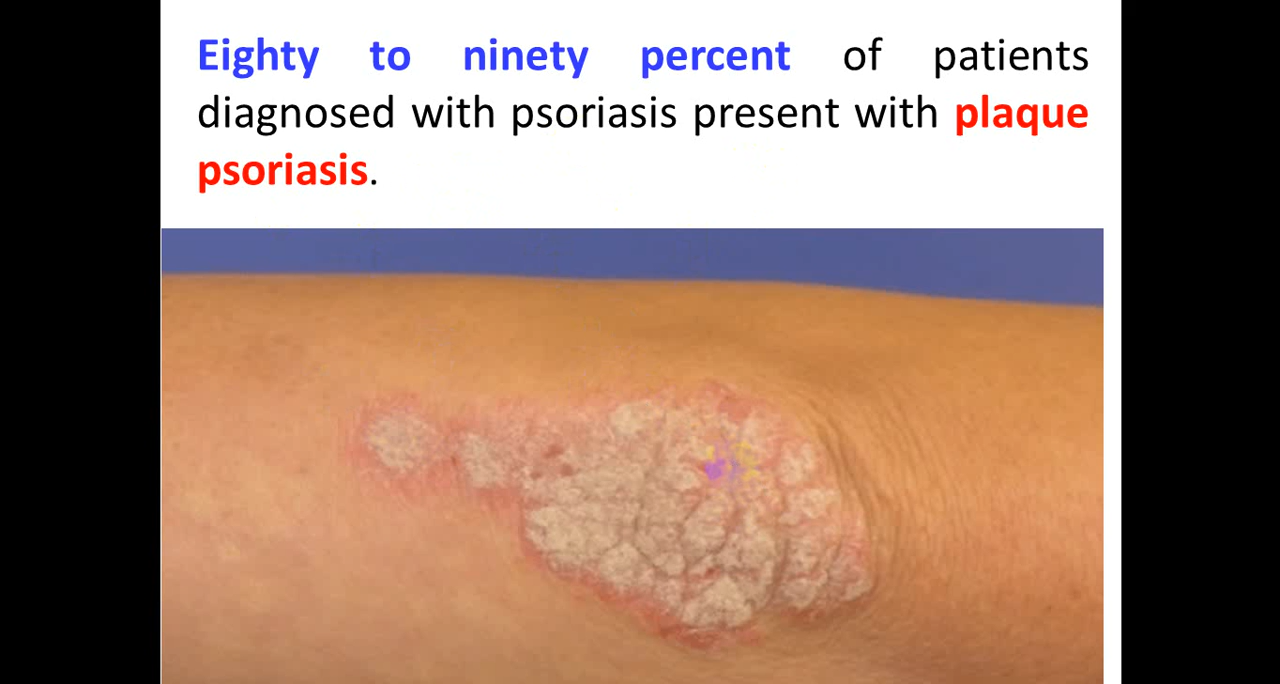 Eighty to ninety percent of patients
diagnosed with psoriasis present with plaque
psoriasis.